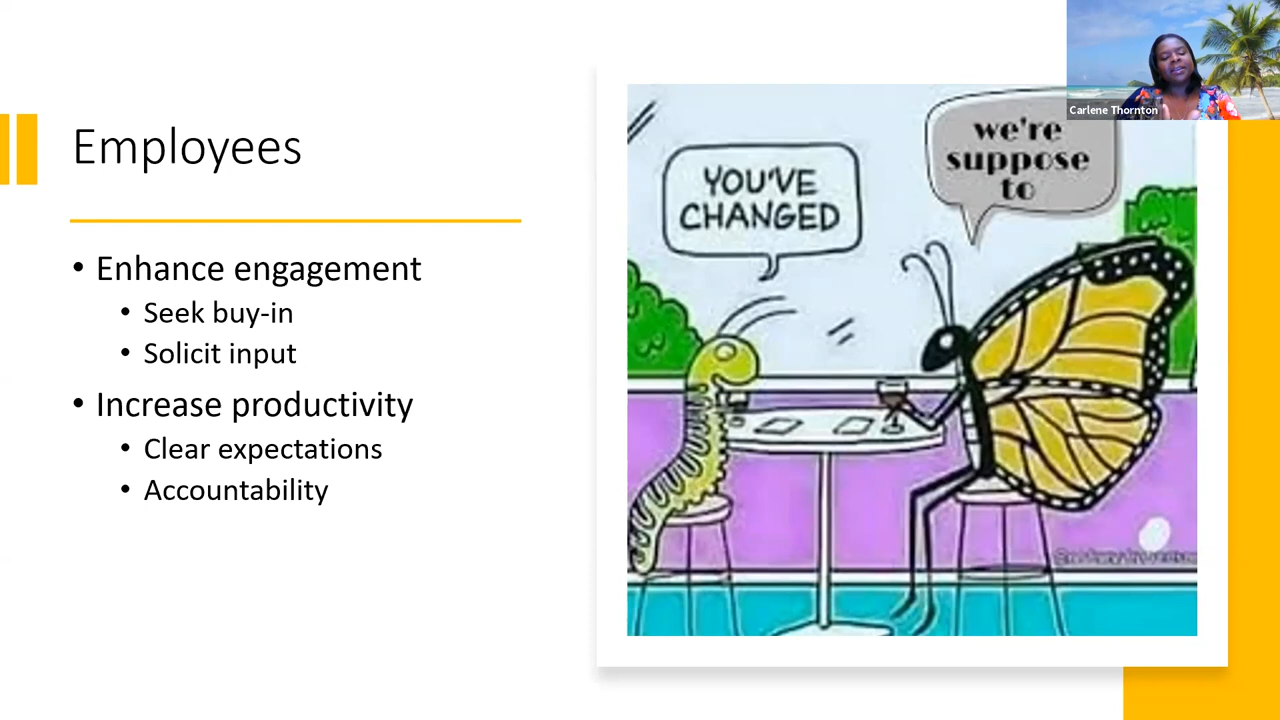 Employees
• Enhance engagement
• Seek buy-in
• Solicit input
• Increase productivity
• Clear expectations
• Accountability
YOU'VE
CHANGED
we're
suppose
to
Carlene Thornton